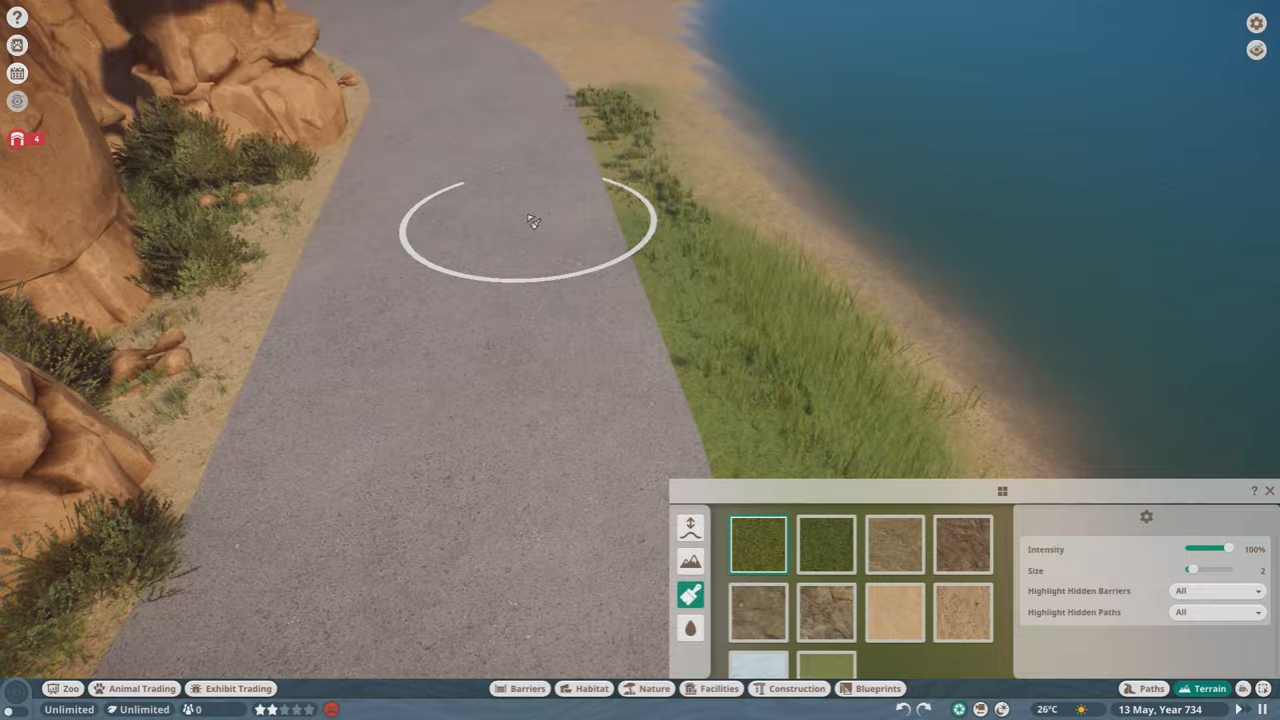 ?
4
?
Intensity 100%
Size 2
Highlight Hidden Barriers All
Highlight Hidden Paths All
Zoo Animal Trading Exhibit Trading Barriers Habitat Nature Facilities Construction Blueprints Paths Terrain
Unlimited Unlimited 0 26°C 13 May, Year 734